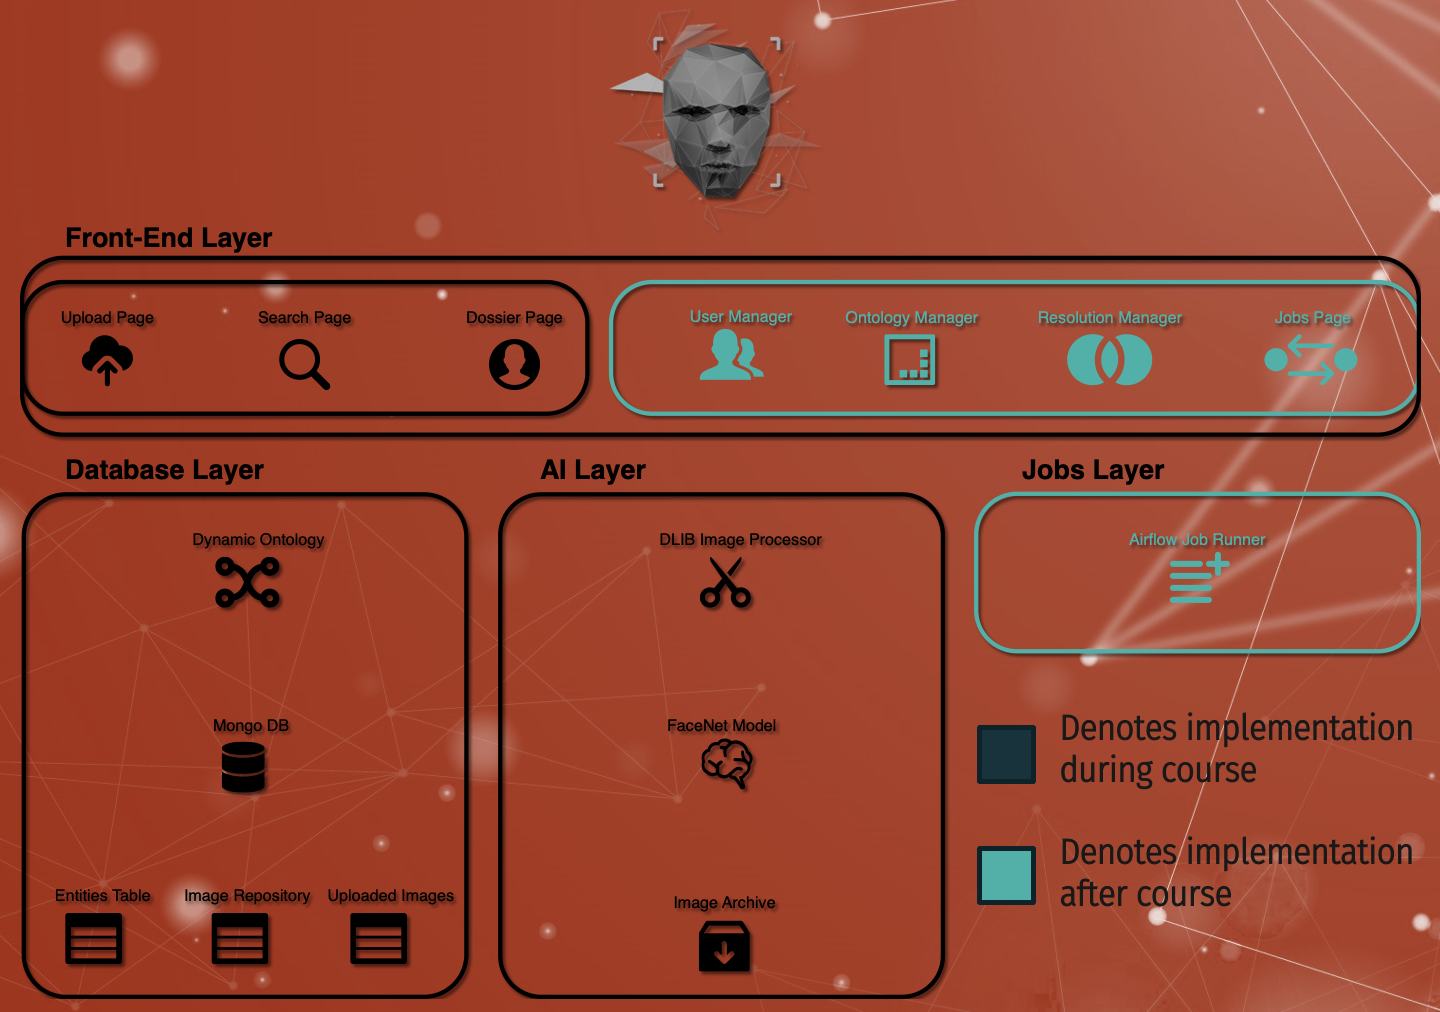 Front-End Layer
Upload Page
Search Page
Dossier Page
User Manager
Ontology Manager
Resolution Manager
Jobs Page
Database Layer
AI Layer
Jobs Layer
Dynamic Ontology
DLIB Image Processor
Airflow Job Runner
Mongo DB
FaceNet Model
Denotes implementation
during course
Denotes implementation
after course
Entities Table
Image Repository
Uploaded Images
Image Archive